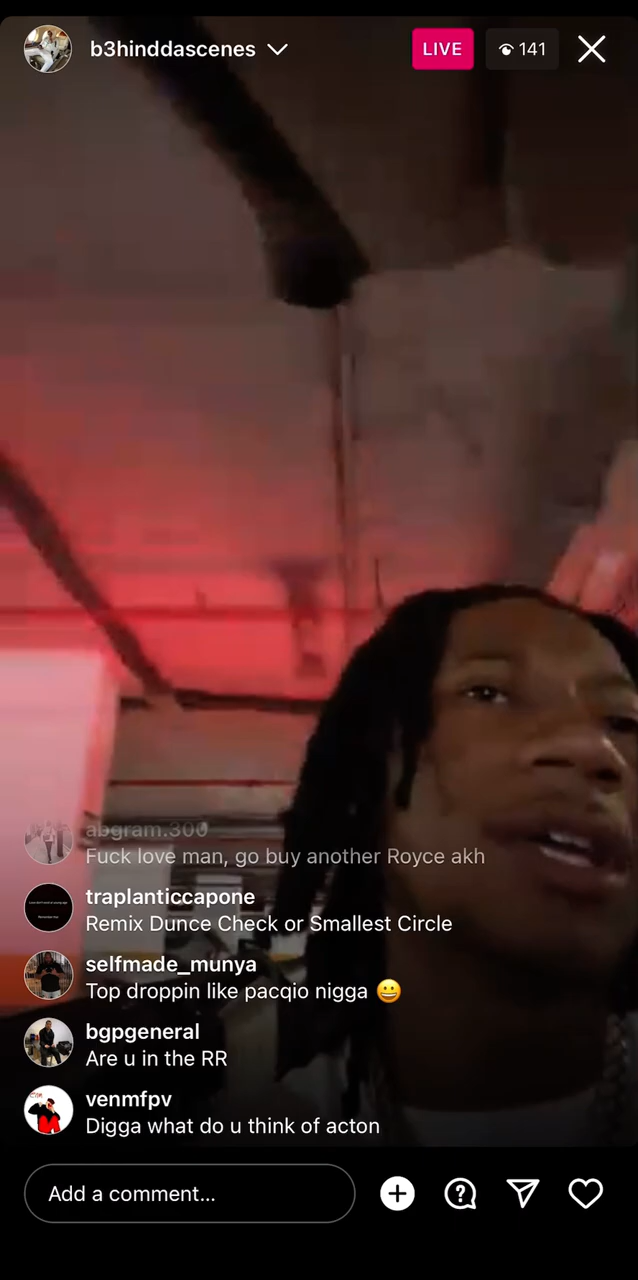 b3hinddascenes
LIVE
141
abgram.300
Fuck love man, go buy another Royce akh
traplanticcapone
Remix Dunce Check or Smallest Circle
selfmade_munya
Top droppin like pacqio nigga 😀
bgpgeneral
Are u in the RR
venmfpv
Digga what do u think of acton
Add a comment...